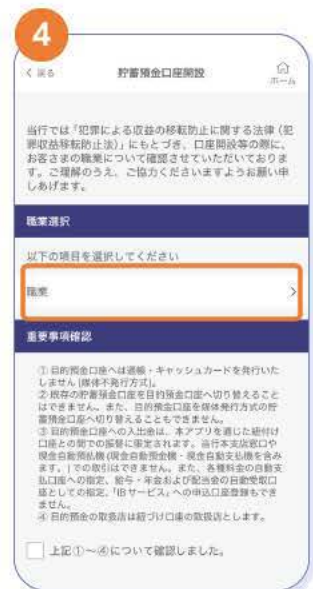 4
戻る
貯蓄預金口座開設
ホーム
当行では「犯罪による収益の移転防止に関する法律（犯
罪収益移転防止法）」にもとづき、口座開設等の際に、
お客さまの職業について確認させていただいておりま
す。ご理解のうえ、ご協力くださいますようお願い申
しあげます。
職業選択
以下の項目を選択してください
職業
重要事項確認
① 目的預金口座へは通帳・キャッシュカードを発行いた
しません（媒体不発行方式）。
② 既存の貯蓄預金口座を目的預金口座へ切り替えること
はできません。また、目的預金口座を媒体発行方式の貯
蓄預金口座へ切り替えることもできません。
③ 目的預金口座への入出金は、本アプリを通じた紐付け
口座との間での振替に限定されます。当行本支店窓口や
現金自動預払機（現金自動預金機・現金自動支払機を含み
ます。）での取引はできません。また、各種料金の自動支
払口座への指定、給与・年金および配当金の自動受取口
座としての指定、「IBサービス」への申込口座登録もでき
ません。
④ 目的預金の取扱店は紐づけ口座の取扱店とします。
上記①～④について確認しました。